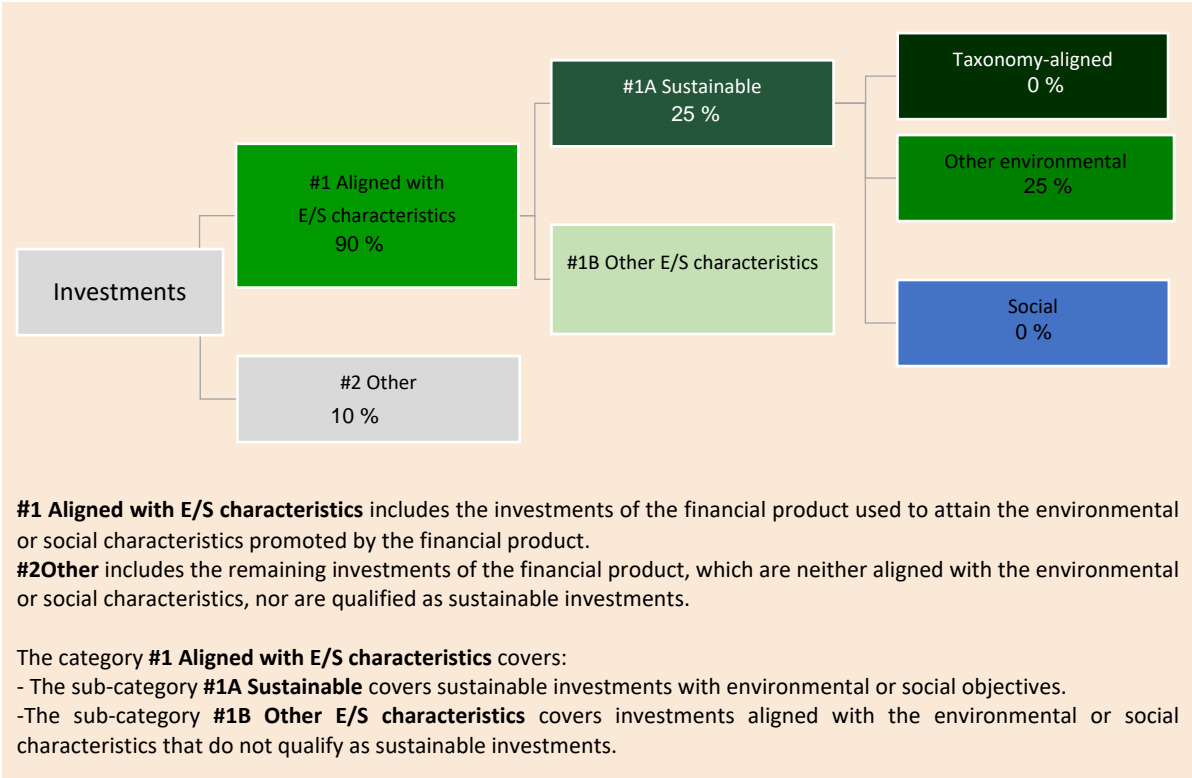 Investments
#1 Aligned with
E/S characteristics
90 %
#2 Other
10 %
#1A Sustainable
25 %
#1B Other E/S characteristics
Taxonomy-aligned
0 %
Other environmental
25 %
Social
0 %
#1 Aligned with E/S characteristics includes the investments of the financial product used to attain the environmental
or social characteristics promoted by the financial product.
#2Other includes the remaining investments of the financial product, which are neither aligned with the environmental
or social characteristics, nor are qualified as sustainable investments.
The category #1 Aligned with E/S characteristics covers:
- The sub-category #1A Sustainable covers sustainable investments with environmental or social objectives.
-The sub-category #1B Other E/S characteristics covers investments aligned with the environmental or social
characteristics that do not qualify as sustainable investments.